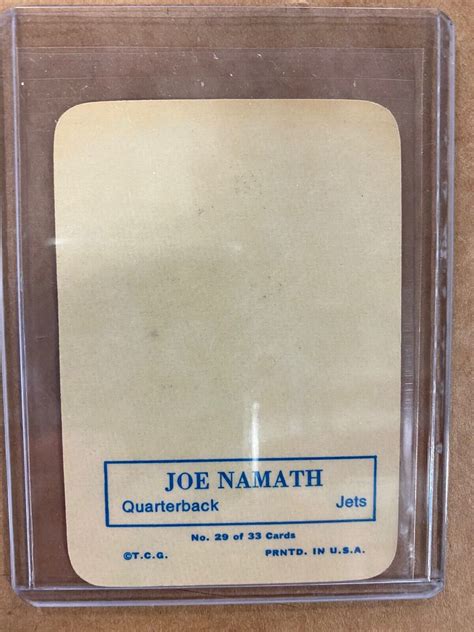 JOE NAMATH
Quarterback Jets
No. 29 of 33 Cards
©T.C.G. PRNTD. IN U.S.A.